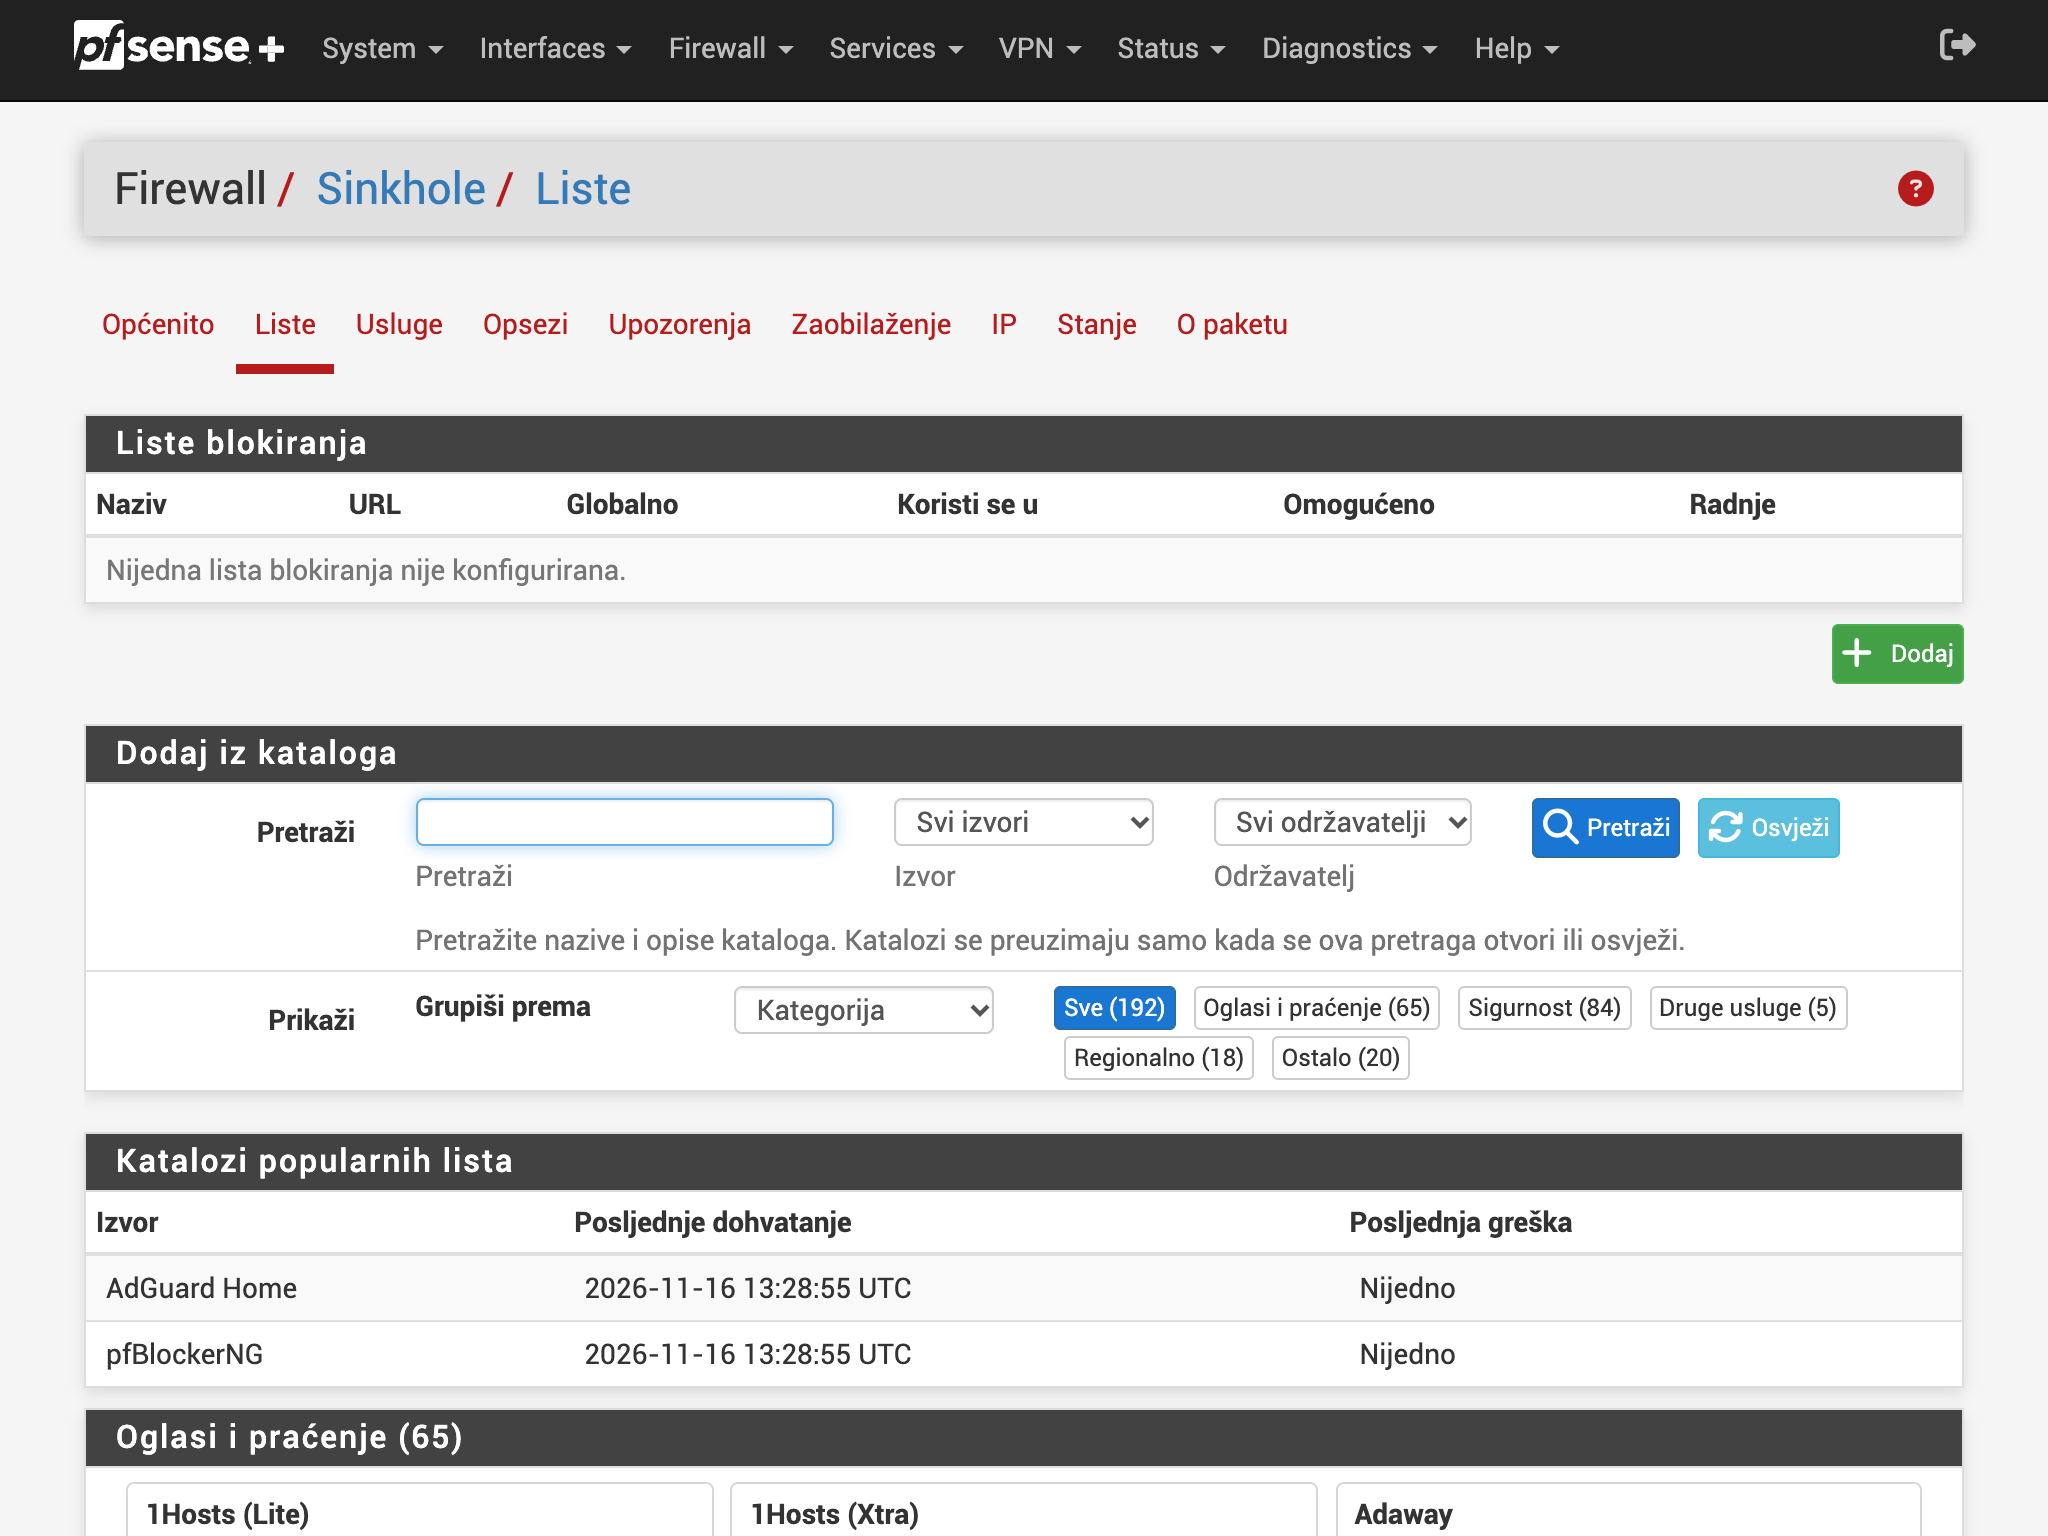 pfsense+ System Interfaces Firewall Services VPN Status Diagnostics Help
Firewall / Sinkhole / Liste
Općenito Liste Usluge Opsezi Upozorenja Zaobilaženje IP Stanje O paketu
Liste blokiranja
Naziv URL Globalno Koristi se u Omogućeno Radnje
Nijedna lista blokiranja nije konfigurirana.
Dodaj
Dodaj iz kataloga
Pretraži Svi izvori Svi održavatelji Pretraži Osvježi
Pretraži Izvor Održavatelj
Pretražite nazive i opise kataloga. Katalozi se preuzimaju samo kada se ova pretraga otvori ili osvježi.
Prikaži Grupiši prema Kategorija Sve (192) Oglasi i praćenje (65) Sigurnost (84) Druge usluge (5)
Regionalno (18) Ostalo (20)
Katalozi popularnih lista
Izvor Posljednje dohvatanje Posljednja greška
AdGuard Home 2026-11-16 13:28:55 UTC Nijedno
pfBlockerNG 2026-11-16 13:28:55 UTC Nijedno
Oglasi i praćenje (65)
1Hosts (Lite) 1Hosts (Xtra) Adaway